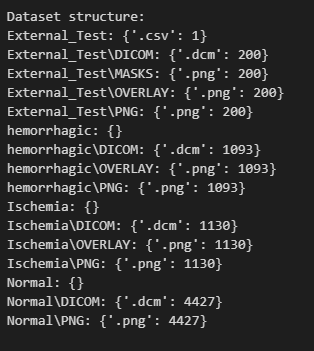 Dataset structure:
External_Test: {'.csv': 1}
External_Test\DICOM: {'.dcm': 200}
External_Test\MASKS: {'.png': 200}
External_Test\OVERLAY: {'.png': 200}
External_Test\PNG: {'.png': 200}
hemorrhagic: {}
hemorrhagic\DICOM: {'.dcm': 1093}
hemorrhagic\OVERLAY: {'.png': 1093}
hemorrhagic\PNG: {'.png': 1093}
Ischemia: {}
Ischemia\DICOM: {'.dcm': 1130}
Ischemia\OVERLAY: {'.png': 1130}
Ischemia\PNG: {'.png': 1130}
Normal: {}
Normal\DICOM: {'.dcm': 4427}
Normal\PNG: {'.png': 4427}